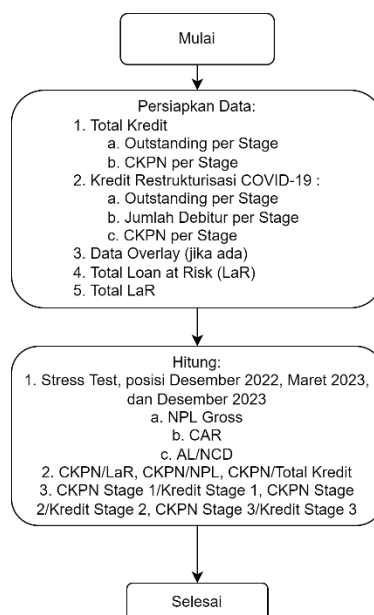 Mulai
Persiapkan Data:
1. Total Kredit
a. Outstanding per Stage
b. CKPN per Stage
2. Kredit Restrukturisasi COVID-19 :
a. Outstanding per Stage
b. Jumlah Debitur per Stage
c. CKPN per Stage
3. Data Overlay (jika ada)
4. Total Loan at Risk (LaR)
5. Total LaR
Hitung:
1. Stress Test, posisi Desember 2022, Maret 2023,
dan Desember 2023
a. NPL Gross
b. CAR
c. AL/NCD
2. CKPN/LaR, CKPN/NPL, CKPN/Total Kredit
3. CKPN Stage 1/Kredit Stage 1, CKPN Stage
2/Kredit Stage 2, CKPN Stage 3/Kredit Stage 3
Selesai